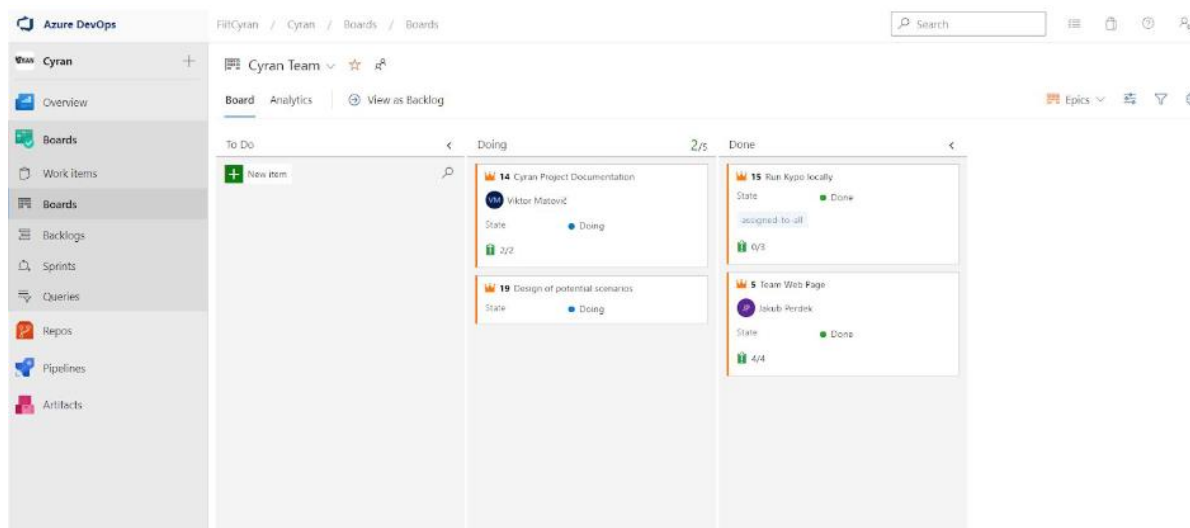 Azure DevOps
FiitCyran / Cyran / Boards / Boards
Search
Cyran
Cyran Team
Overview
Board Analytics View as Backlog
Epics
Boards
To Do
Doing 2/5
Done
Work items
New item
14 Cyran Project Documentation
Viktor Matovič
State Doing
2/2
15 Run Kypo locally
State Done
assigned-to-all
0/3
Boards
Backlogs
Sprints
Queries
19 Design of potential scenarios
State Doing
5 Team Web Page
JP Jakub Perdek
State Done
4/4
Repos
Pipelines
Artifacts